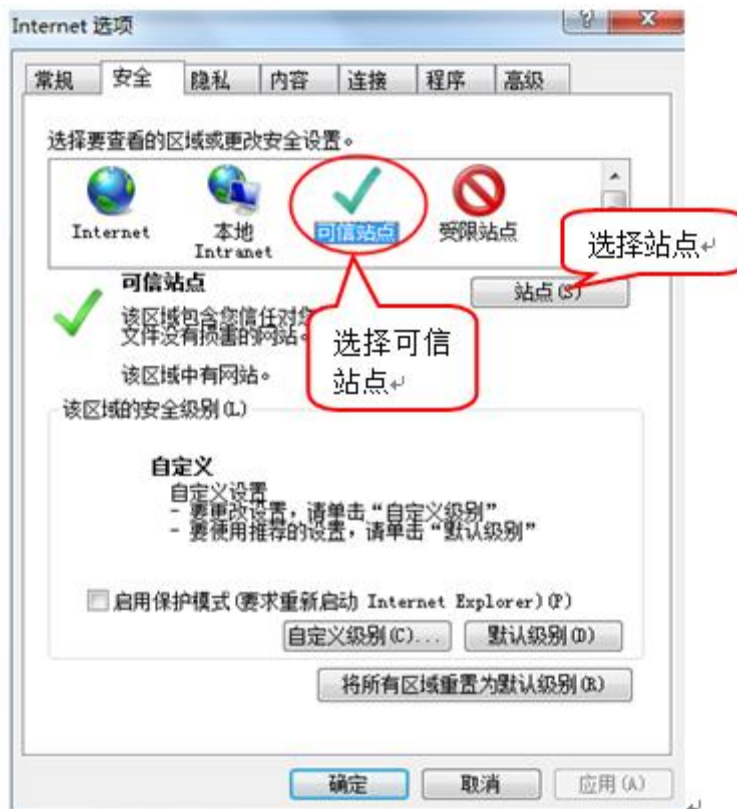 Internet 选项
常规 安全 隐私 内容 连接 程序 高级
选择要查看的区域或更改安全设置。
Internet 本地 Intranet 可信站点 受限站点
选择站点
可信站点
站点(S)
该区域包含您信任对您
文件没有损害的网站。
选择可信
站点
该区域中有网站。
该区域的安全级别(L)
自定义
自定义设置
- 要更改设置，请单击“自定义级别”
- 要使用推荐的设置，请单击“默认级别”
启用保护模式(要求重新启动 Internet Explorer)(P)
自定义级别(C)... 默认级别(D)
将所有区域重置为默认级别(R)
确定 取消 应用(A)